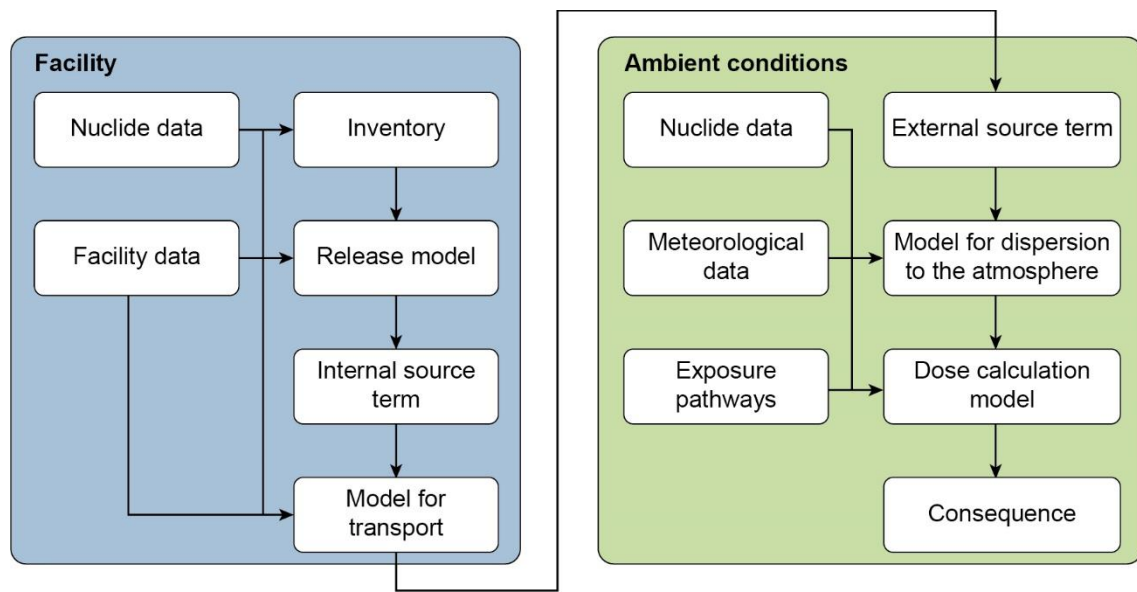 Facility
Nuclide data
Inventory
Facility data
Release model
Internal source
term
Model for
transport
Ambient conditions
Nuclide data
External source term
Meteorological
data
Model for dispersion
to the atmosphere
Exposure
pathways
Dose calculation
model
Consequence